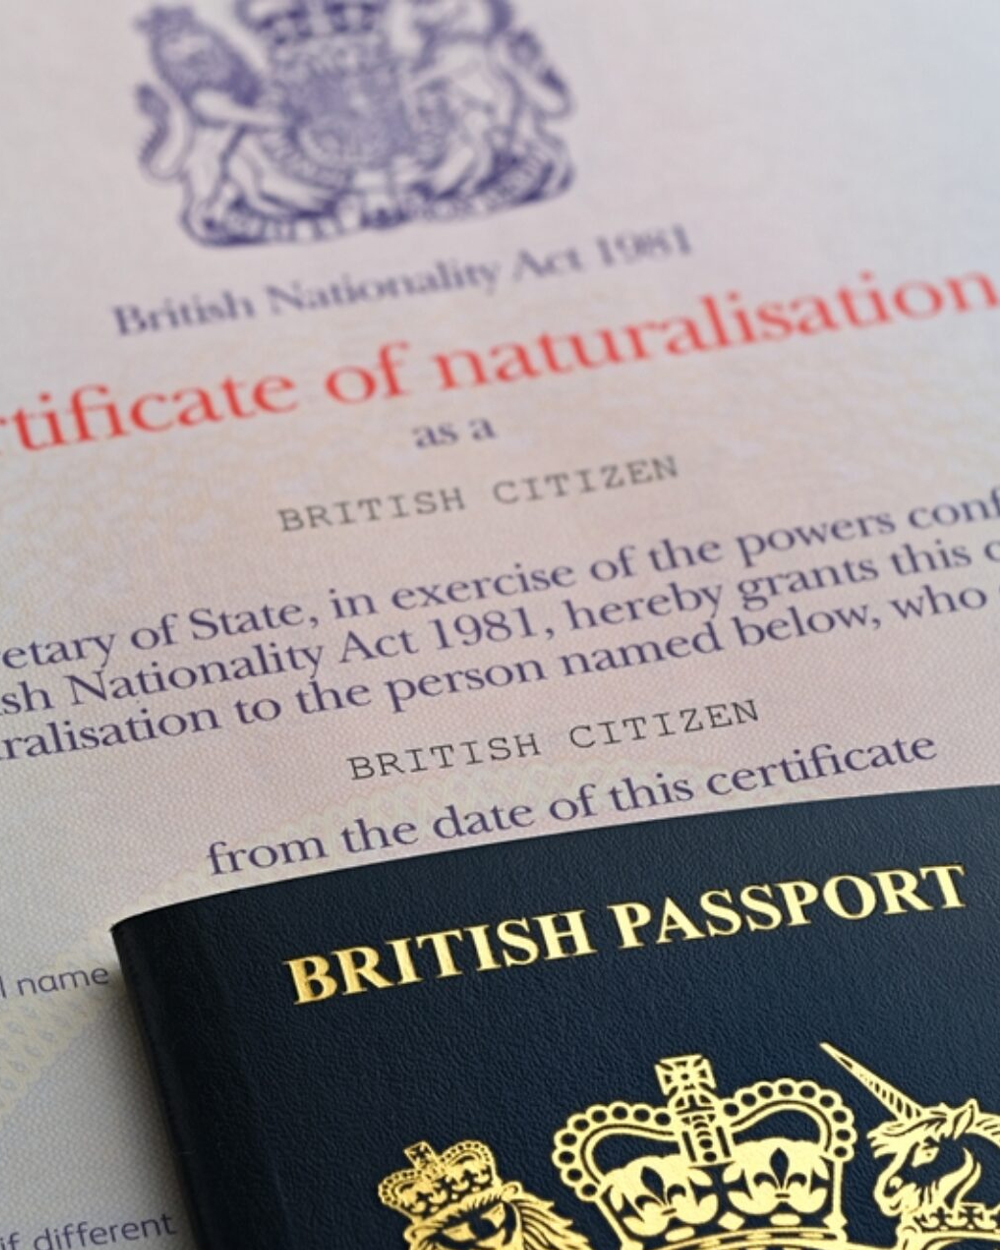 British Nationality Act 1981
rtificate of naturalisation
as a
BRITISH CITIZEN
etary of State, in exercise of the powers conf
sh Nationality Act 1981, hereby grants this c
ralisation to the person named below, who
BRITISH CITIZEN
from the date of this certificate
BRITISH PASSPORT
l name
if different